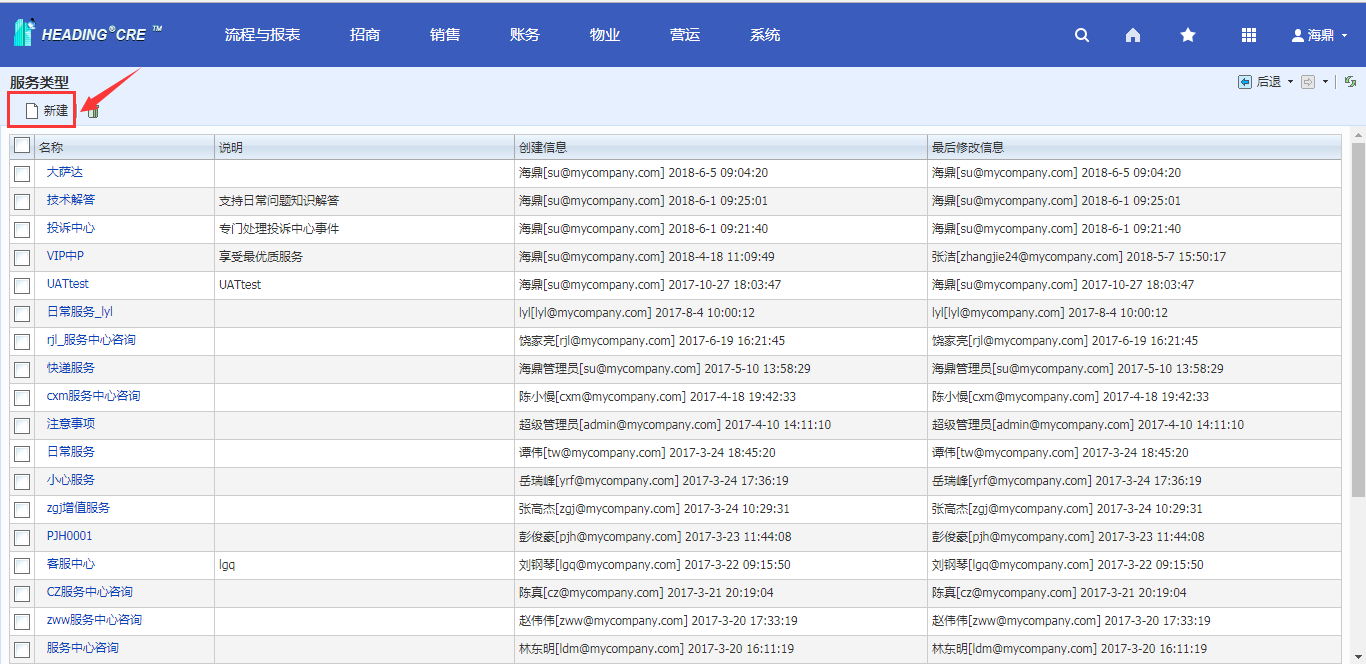 HEADING®CRE ™ 流程与报表 招商 销售 账务 物业 营运 系统 海鼎
服务类型 后退
新建
名称 说明 创建信息 最后修改信息
大萨达 海鼎[su@mycompany.com] 2018-6-5 09:04:20 海鼎[su@mycompany.com] 2018-6-5 09:04:20
技术解答 支持日常问题知识解答 海鼎[su@mycompany.com] 2018-6-1 09:25:01 海鼎[su@mycompany.com] 2018-6-1 09:25:01
投诉中心 专门处理投诉中心事件 海鼎[su@mycompany.com] 2018-6-1 09:21:40 海鼎[su@mycompany.com] 2018-6-1 09:21:40
VIP中P 享受最优质服务 海鼎[su@mycompany.com] 2018-4-18 11:09:49 张洁[zhangjie24@mycompany.com] 2018-5-7 15:50:17
UATtest UATtest 海鼎[su@mycompany.com] 2017-10-27 18:03:47 海鼎[su@mycompany.com] 2017-10-27 18:03:47
日常服务_lyl lyl[lyl@mycompany.com] 2017-8-4 10:00:12 lyl[lyl@mycompany.com] 2017-8-4 10:00:12
rjl_服务中心咨询 饶家亮[rjl@mycompany.com] 2017-6-19 16:21:45 饶家亮[rjl@mycompany.com] 2017-6-19 16:21:45
快递服务 海鼎管理员[su@mycompany.com] 2017-5-10 13:58:29 海鼎管理员[su@mycompany.com] 2017-5-10 13:58:29
cxm服务中心咨询 陈小慢[cxm@mycompany.com] 2017-4-18 19:42:33 陈小慢[cxm@mycompany.com] 2017-4-18 19:42:33
注意事项 超级管理员[admin@mycompany.com] 2017-4-10 14:11:10 超级管理员[admin@mycompany.com] 2017-4-10 14:11:10
日常服务 谭伟[tw@mycompany.com] 2017-3-24 18:45:20 谭伟[tw@mycompany.com] 2017-3-24 18:45:20
小心服务 岳瑞峰[yrf@mycompany.com] 2017-3-24 17:36:19 岳瑞峰[yrf@mycompany.com] 2017-3-24 17:36:19
zgj增值服务 张高杰[zgj@mycompany.com] 2017-3-24 10:29:31 张高杰[zgj@mycompany.com] 2017-3-24 10:29:31
PJH0001 彭俊豪[pjh@mycompany.com] 2017-3-23 11:44:08 彭俊豪[pjh@mycompany.com] 2017-3-23 11:44:08
客服中心 lgq 刘钢琴[lgq@mycompany.com] 2017-3-22 09:15:50 刘钢琴[lgq@mycompany.com] 2017-3-22 09:15:50
CZ服务中心咨询 陈真[cz@mycompany.com] 2017-3-21 20:19:04 陈真[cz@mycompany.com] 2017-3-21 20:19:04
zww服务中心咨询 赵伟伟[zww@mycompany.com] 2017-3-20 17:33:19 赵伟伟[zww@mycompany.com] 2017-3-20 17:33:19
服务中心咨询 林东明[ldm@mycompany.com] 2017-3-20 16:11:19 林东明[ldm@mycompany.com] 2017-3-20 16:11:19